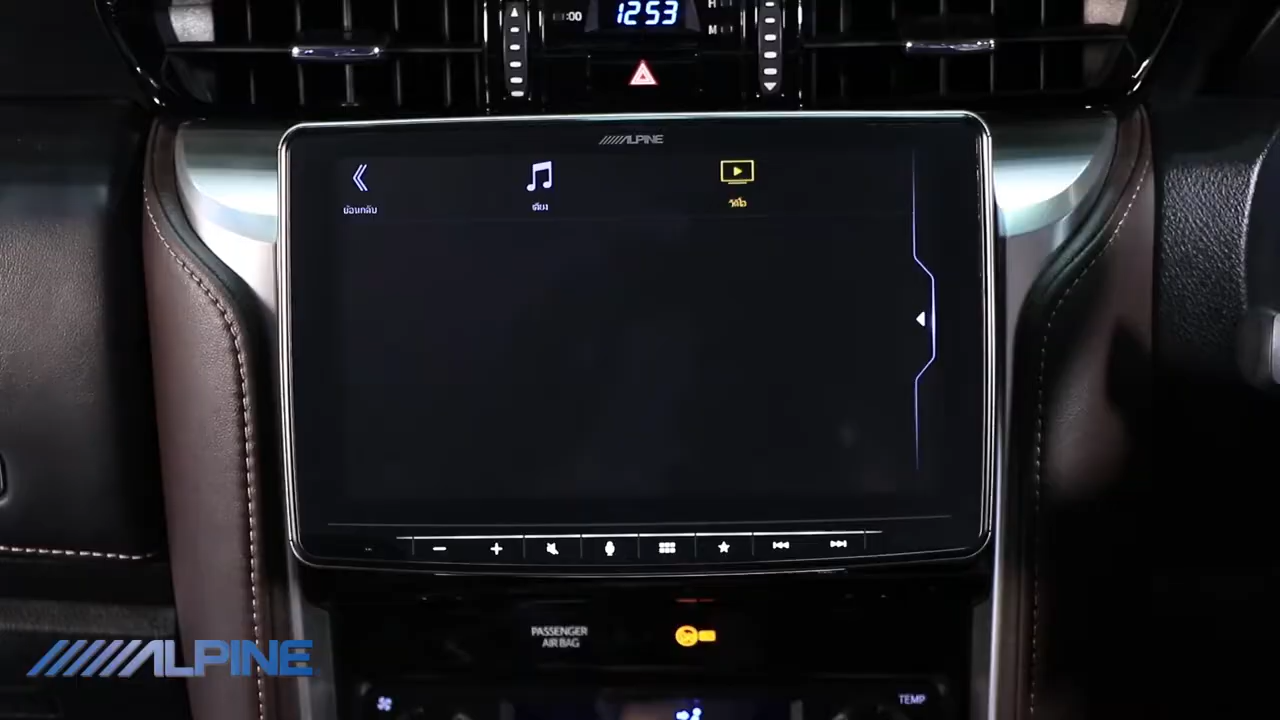 :00
12:53
H
M
ALPINE
ย้อนกลับ
เสียง
วิดีโอ
PASSENGER
AIR BAG
ALPINE
TEMP